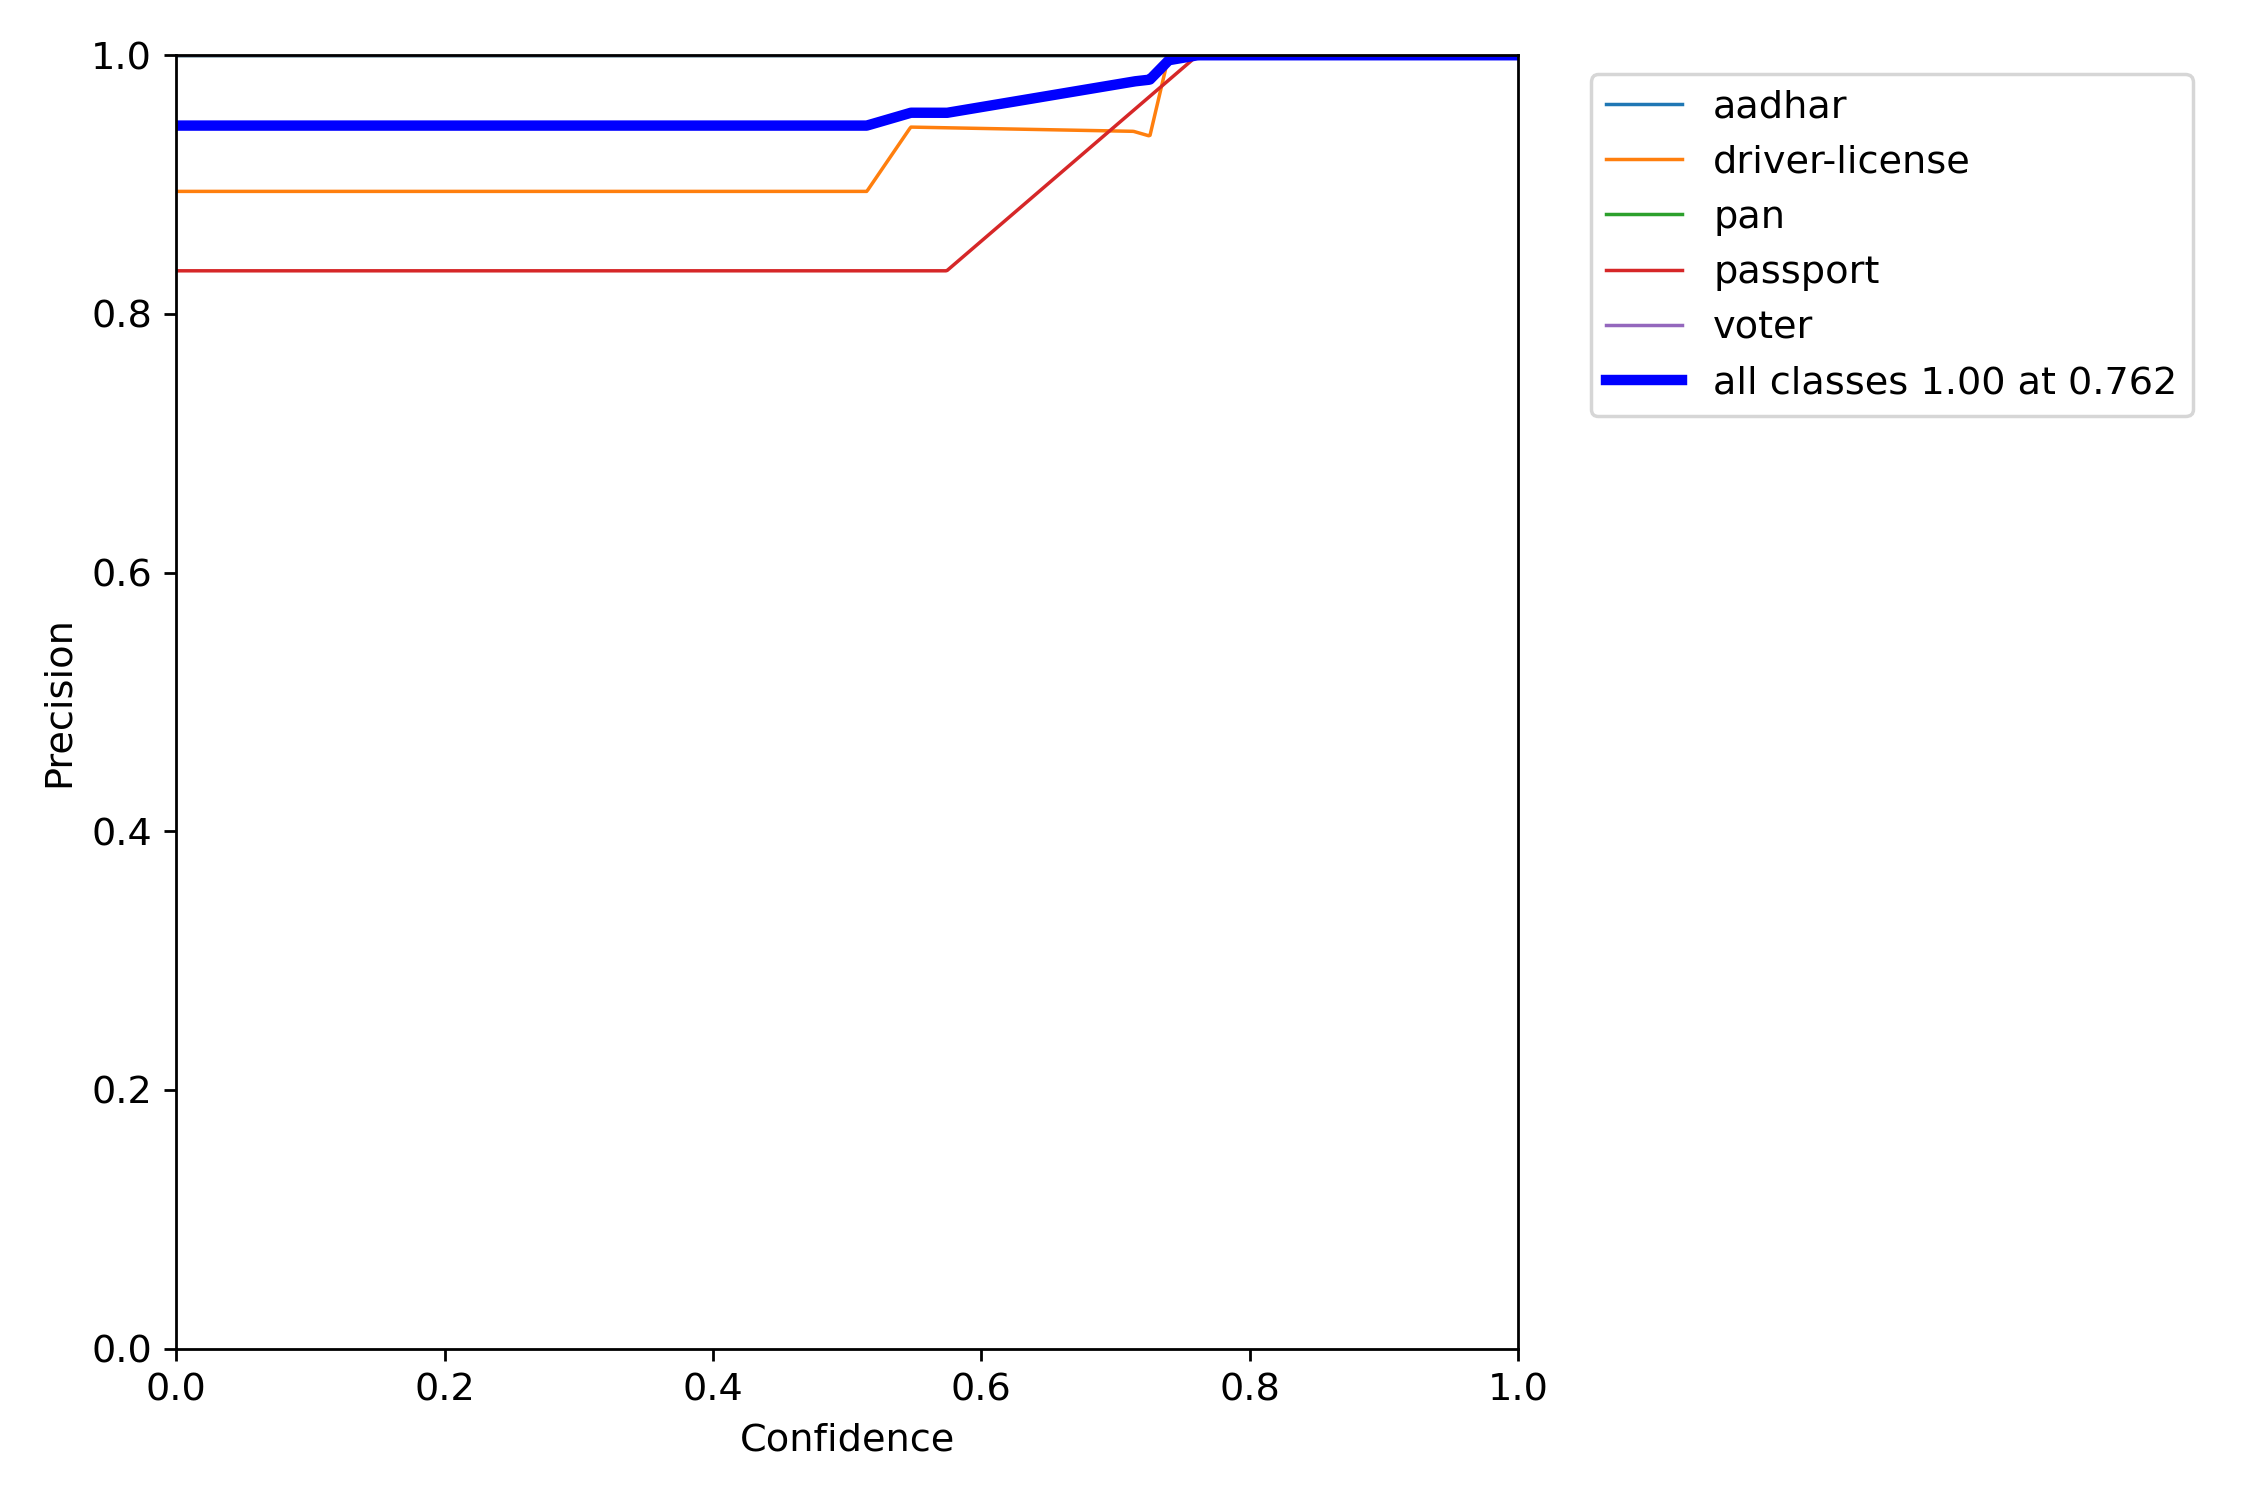 1.0
0.8
0.6
0.4
0.2
0.0
Precision
0.0 0.2 0.4 0.6 0.8 1.0
Confidence
aadhar
driver-license
pan
passport
voter
all classes 1.00 at 0.762